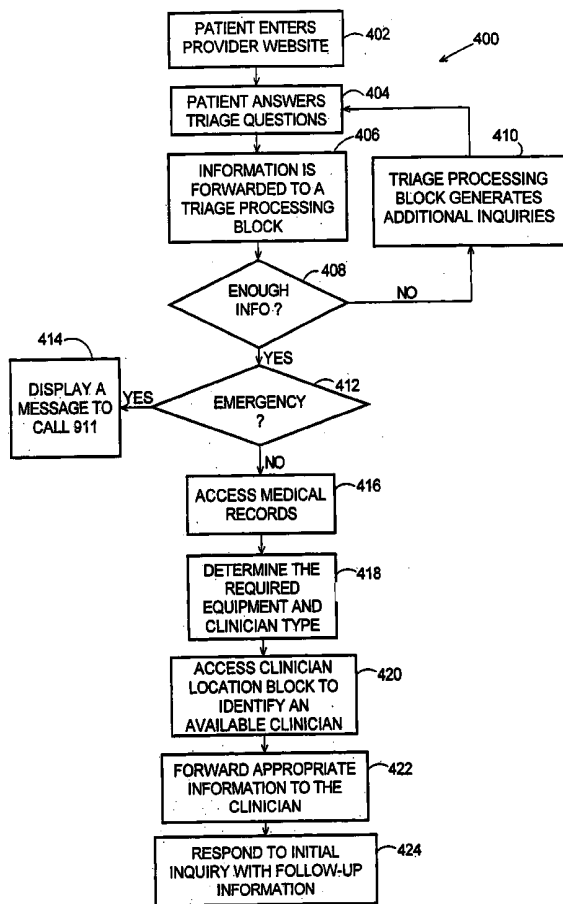 PATIENT ENTERS
PROVIDER WEBSITE
402
400
PATIENT ANSWERS
TRIAGE QUESTIONS
404
406
INFORMATION IS
FORWARDED TO A
TRIAGE PROCESSING
BLOCK
410
TRIAGE PROCESSING
BLOCK GENERATES
ADDITIONAL INQUIRIES
408
ENOUGH
INFO ?
NO
YES
414
DISPLAY A
MESSAGE TO
CALL 911
YES
412
EMERGENCY
?
NO
ACCESS MEDICAL
RECORDS
416
DETERMINE THE
REQUIRED
EQUIPMENT AND
CLINICIAN TYPE
418
ACCESS CLINICIAN
LOCATION BLOCK TO
IDENTIFY AN
AVAILABLE CLINICIAN
420
FORWARD APPROPRIATE
INFORMATION TO THE
CLINICIAN
422
RESPOND TO INITIAL
INQUIRY WITH FOLLOW-UP
INFORMATION
424